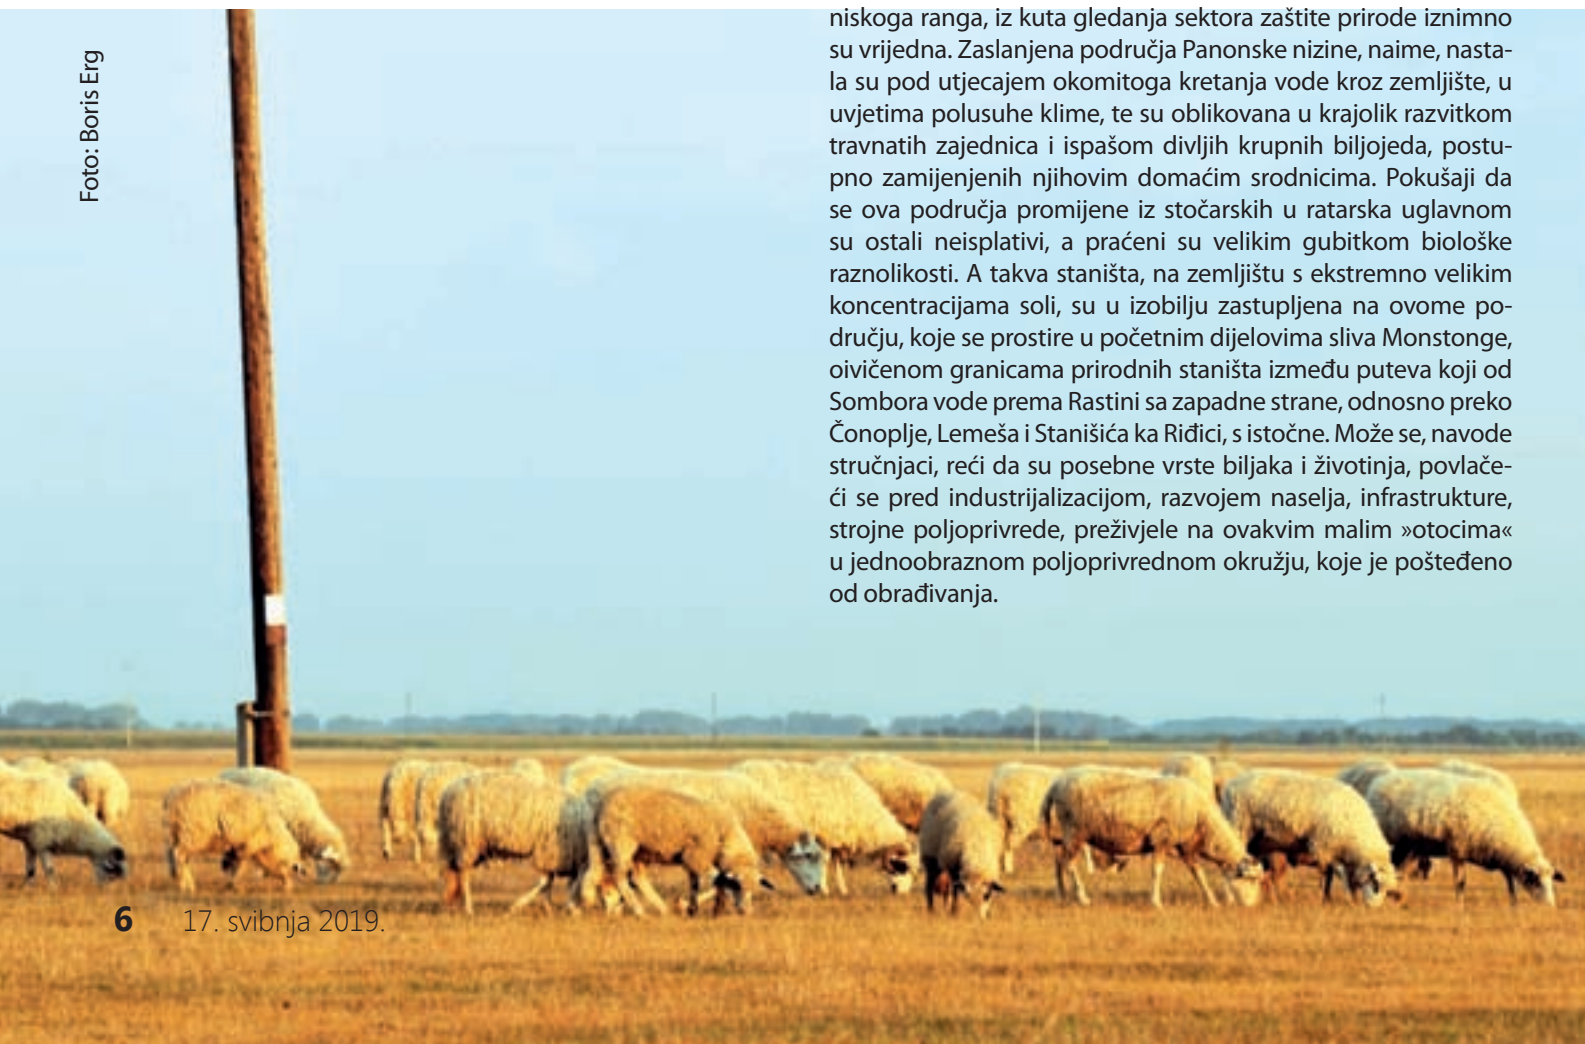 Foto: Boris Erg
niskoga ranga, iz kuta gledanja sektora zaštite prirode iznimno
su vrijedna. Zaslanjena područja Panonske nizine, naime, nasta-
la su pod utjecajem okomitoga kretanja vode kroz zemljište, u
uvjetima polusuhe klime, te su oblikovana u krajolik razvitkom
travnatih zajednica i ispašom divljih krupnih biljojeda, postu-
pno zamijenjenih njihovim domaćim srodnicima. Pokušaji da
se ova područja promijene iz stočarskih u ratarska uglavnom
su ostali neisplativi, a praćeni su velikim gubitkom biološke
raznolikosti. A takva staništa, na zemljištu s ekstremno velikim
koncentracijama soli, su u izobilju zastupljena na ovome po-
dručju, koje se prostire u početnim dijelovima sliva Monstonge,
oivičenom granicama prirodnih staništa između puteva koji od
Sombora vode prema Rastini sa zapadne strane, odnosno preko
Čonoplje, Lemeša i Stanišića ka Riđici, s istočne. Može se, navode
stručnjaci, reći da su posebne vrste biljaka i životinja, povlače-
ći se pred industrijalizacijom, razvojem naselja, infrastrukture,
strojne poljoprivrede, preživjele na ovakvim malim »otocima«
u jednoobraznom poljoprivrednom okružju, koje je pošteđeno
od obrađivanja.
6 17. svibnja 2019.